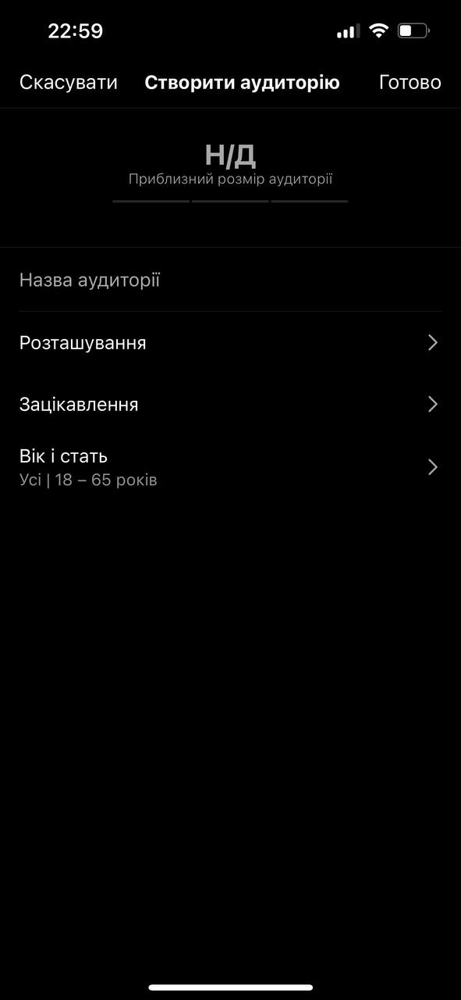 22:59
Скасувати Створити аудиторію Готово
Н/Д
Приблизний розмір аудиторії
Назва аудиторії
Розташування
Зацікавлення
Вік і стать
Усі | 18 – 65 років